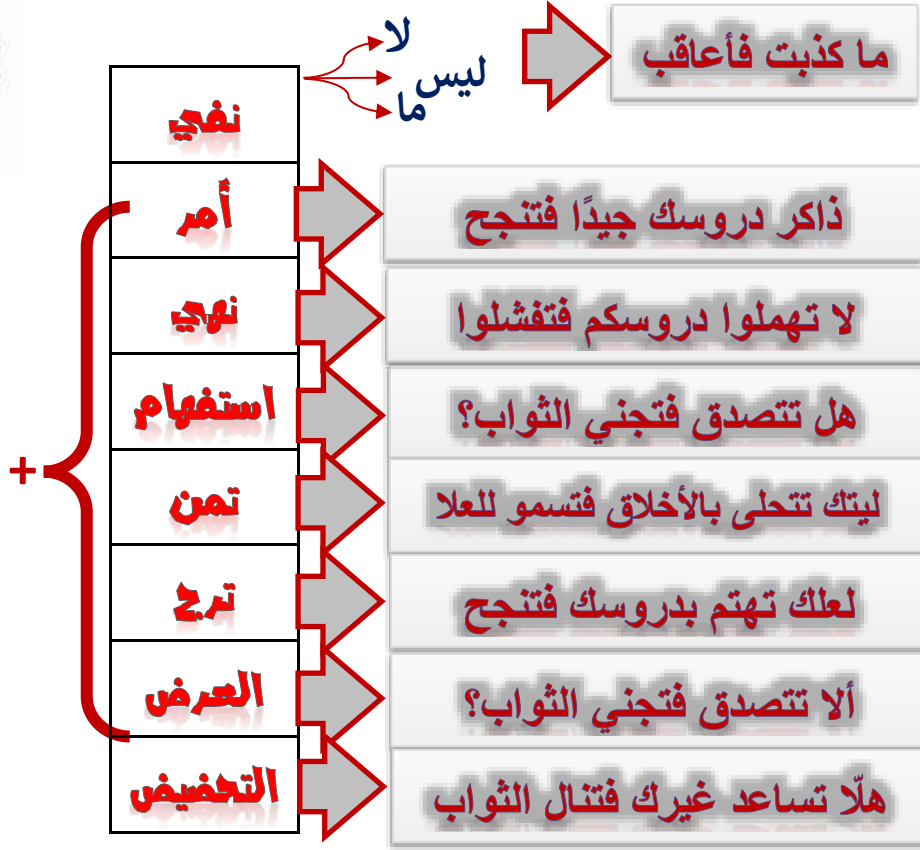 لا
ليس
ما
ما كذبت فأعاقب
نفي
أمر
ذاكر دروسك جيدًا فتنجح
نهي
لا تهملوا دروسكم فتفشلوا
استفهام
هل تتصدق فتجني الثواب؟
+
تمن
ليتك تتحلى بالأخلاق فتسمو للعلا
ترج
لعلك تهتم بدروسك فتنجح
العرض
ألا تتصدق فتجني الثواب؟
التحضيض
هلّا تساعد غيرك فتنال الثواب